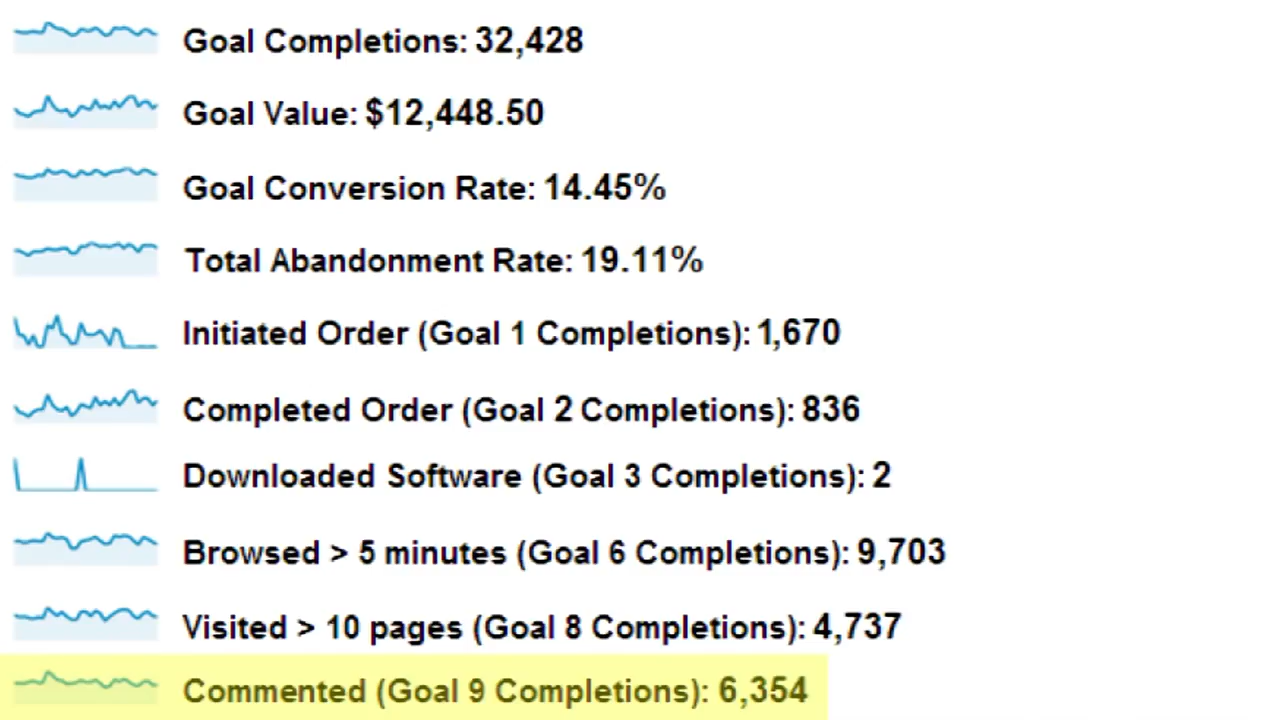 Goal Completions: 32,428
Goal Value: $12,448.50
Goal Conversion Rate: 14.45%
Total Abandonment Rate: 19.11%
Initiated Order (Goal 1 Completions): 1,670
Completed Order (Goal 2 Completions): 836
Downloaded Software (Goal 3 Completions): 2
Browsed > 5 minutes (Goal 6 Completions): 9,703
Visited > 10 pages (Goal 8 Completions): 4,737
Commented (Goal 9 Completions): 6,354